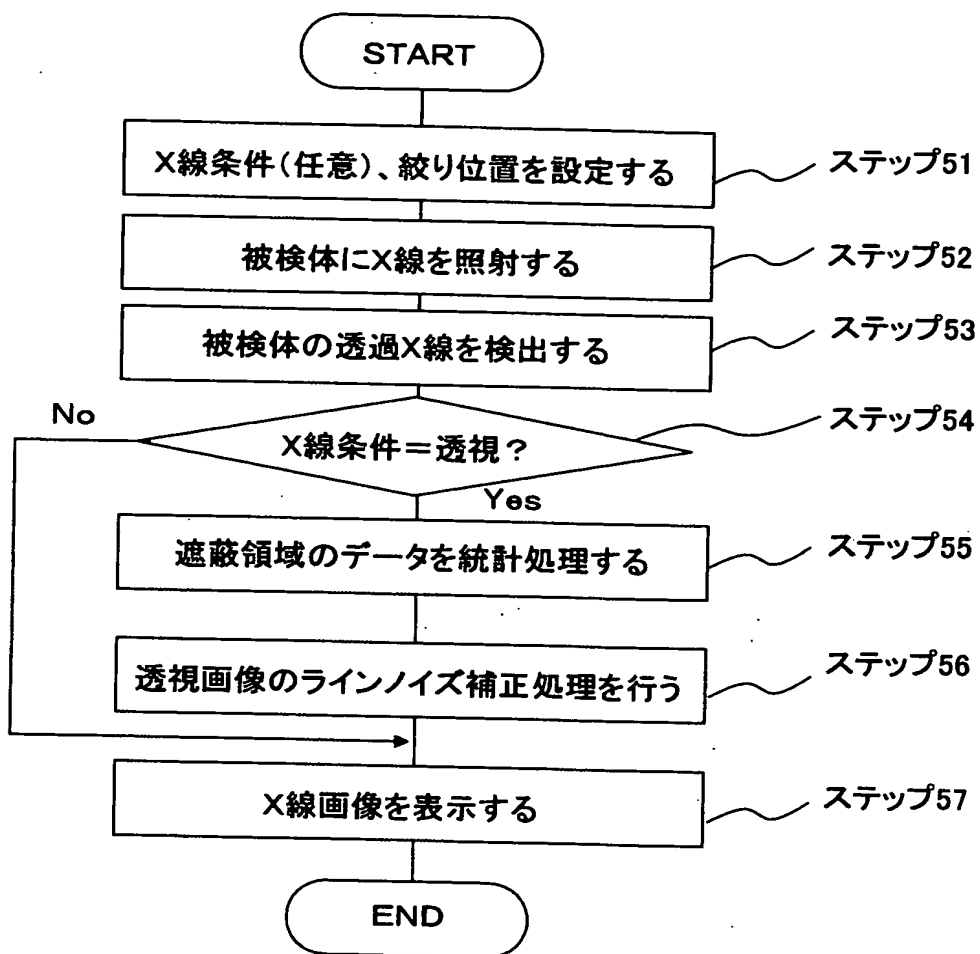 START
X線条件(任意)、絞り位置を設定する
ステップ51
被検体にX線を照射する
ステップ52
被検体の透過X線を検出する
ステップ53
No
X線条件=透視?
ステップ54
Yes
遮蔽領域のデータを統計処理する
ステップ55
透視画像のラインノイズ補正処理を行う
ステップ56
X線画像を表示する
ステップ57
END